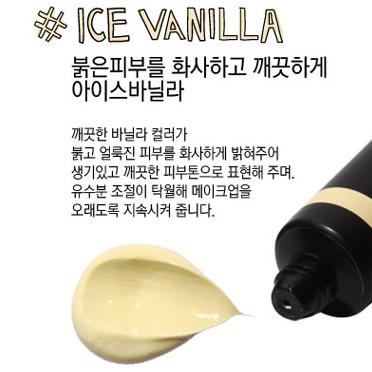 # ICE VANILLA
붉은피부를 화사하고 깨끗하게
아이스바닐라
깨끗한 바닐라 컬러가
붉고 얼룩진 피부를 화사하게 밝혀주어
생기있고 깨끗한 피부톤으로 표현해 주며,
유수분 조절이 탁월해 메이크업을
오래도록 지속시켜 줍니다.